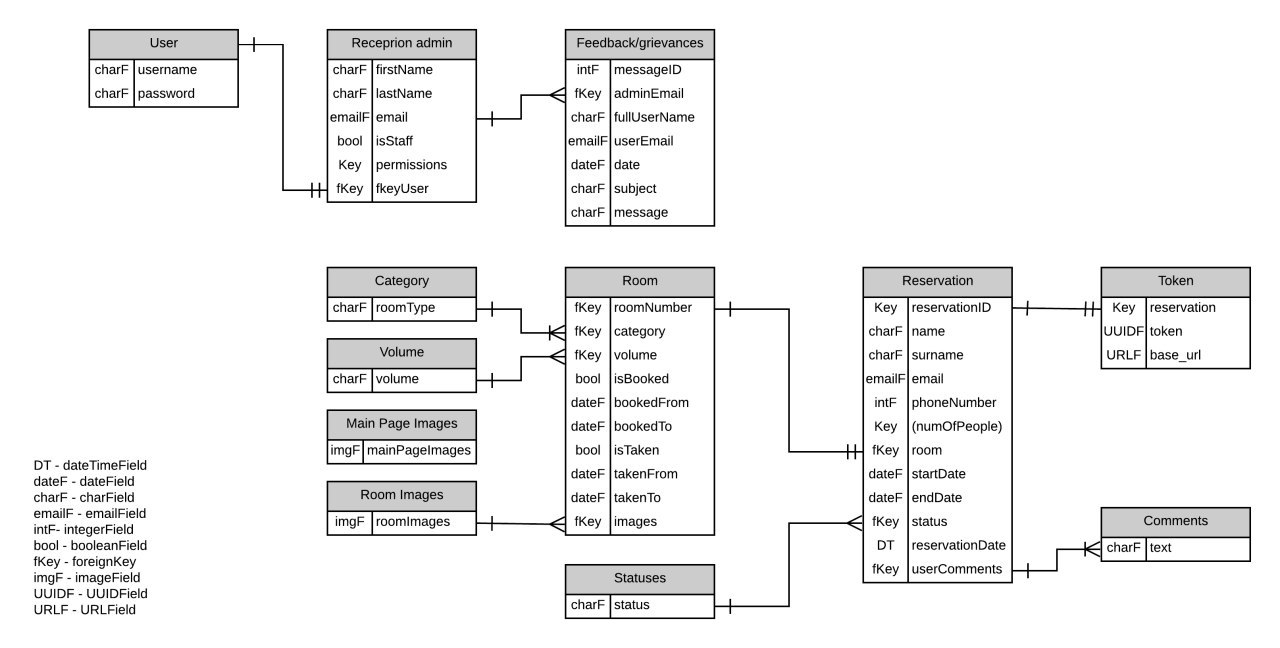 User
charF username
charF password
Receprion admin
charF firstName
charF lastName
emailF email
bool isStaff
Key permissions
fKey fkeyUser
Feedback/grievances
intF messageID
fKey adminEmail
charF fullUserName
emailF userEmail
dateF date
charF subject
charF message
Category
charF roomType
Volume
charF volume
Main Page Images
imgF mainPageImages
Room Images
imgF roomImages
Room
fKey roomNumber
fKey category
fKey volume
bool isBooked
dateF bookedFrom
dateF bookedTo
bool isTaken
dateF takenFrom
dateF takenTo
fKey images
Statuses
charF status
Reservation
Key reservationID
charF name
charF surname
emailF email
intF phoneNumber
Key (numOfPeople)
fKey room
dateF startDate
dateF endDate
fKey status
DT reservationDate
fKey userComments
Token
Key reservation
UUIDF token
URLF base_url
Comments
charF text
DT - dateTimeField
dateF - dateField
charF - charField
emailF - emailField
intF- integerField
bool - booleanField
fKey - foreignKey
imgF - imageField
UUIDF - UUIDField
URLF - URLField